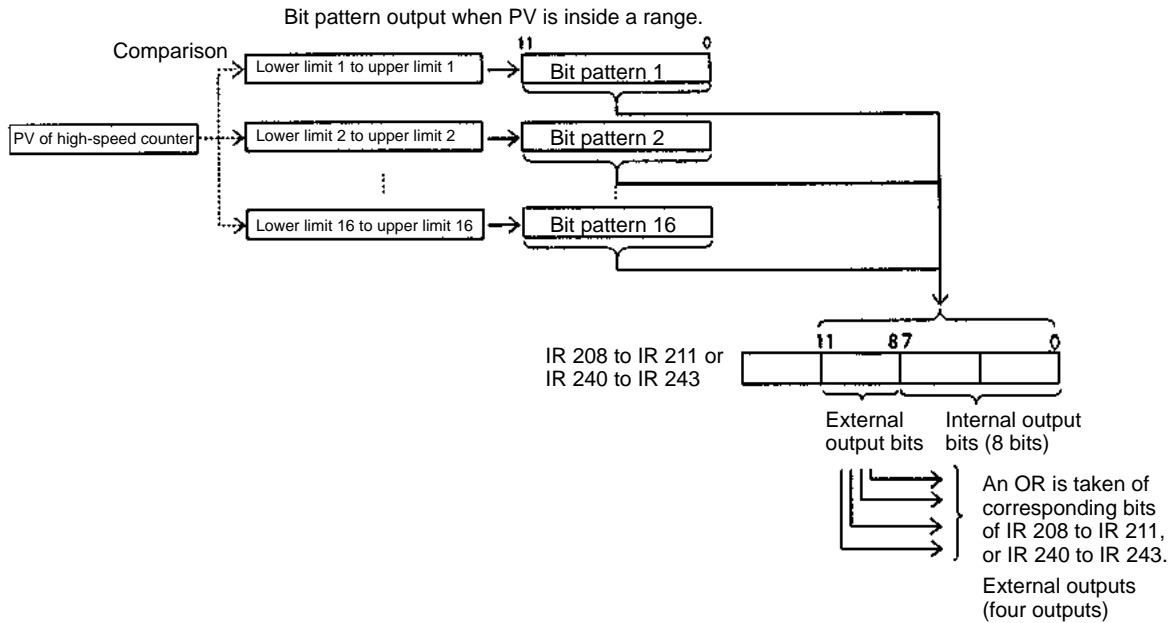 Bit pattern output when PV is inside a range.
Comparison
11 0
Lower limit 1 to upper limit 1
Bit pattern 1
PV of high-speed counter
Lower limit 2 to upper limit 2
Bit pattern 2
Lower limit 16 to upper limit 16
Bit pattern 16
11 8 7 0
IR 208 to IR 211 or
IR 240 to IR 243
External
output bits
Internal output
bits (8 bits)
An OR is taken of
corresponding bits
of IR 208 to IR 211,
or IR 240 to IR 243.
External outputs
(four outputs)